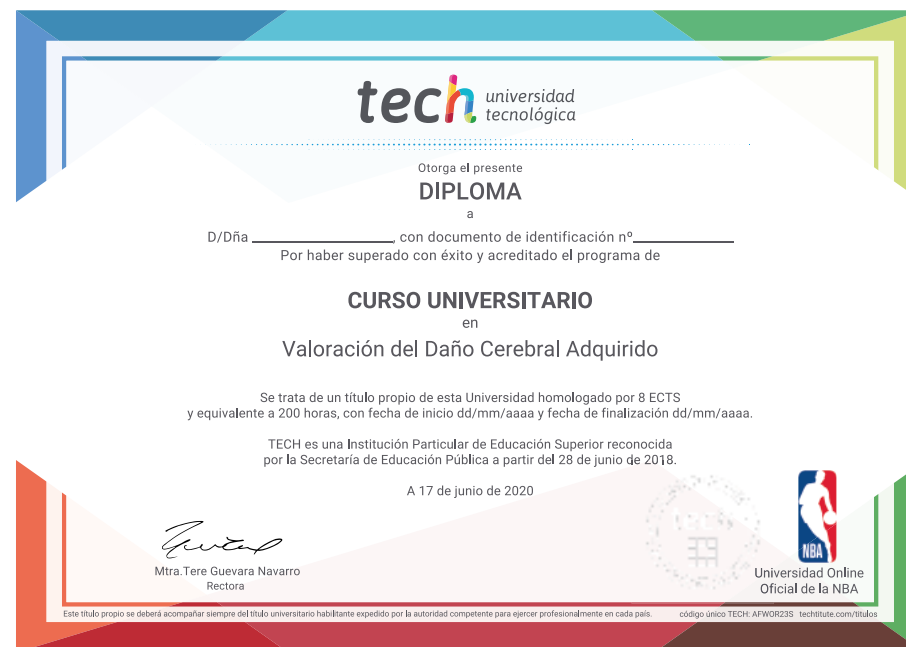 tech universidad
tecnológica
Otorga el presente
DIPLOMA
a
D/Dña ____________________, con documento de identificación nº______________
Por haber superado con éxito y acreditado el programa de
CURSO UNIVERSITARIO
en
Valoración del Daño Cerebral Adquirido
Se trata de un título propio de esta Universidad homologado por 8 ECTS
y equivalente a 200 horas, con fecha de inicio dd/mm/aaaa y fecha de finalización dd/mm/aaaa.
TECH es una Institución Particular de Educación Superior reconocida
por la Secretaría de Educación Pública a partir del 28 de junio de 2018.
A 17 de junio de 2020
Mtra.Tere Guevara Navarro
Rectora
NBA
Universidad Online
Oficial de la NBA
Este título propio se deberá acompañar siempre del título universitario habilitante expedido por la autoridad competente para ejercer profesionalmente en cada país. código único TECH: AFWOR23S techtitute.com/titulos